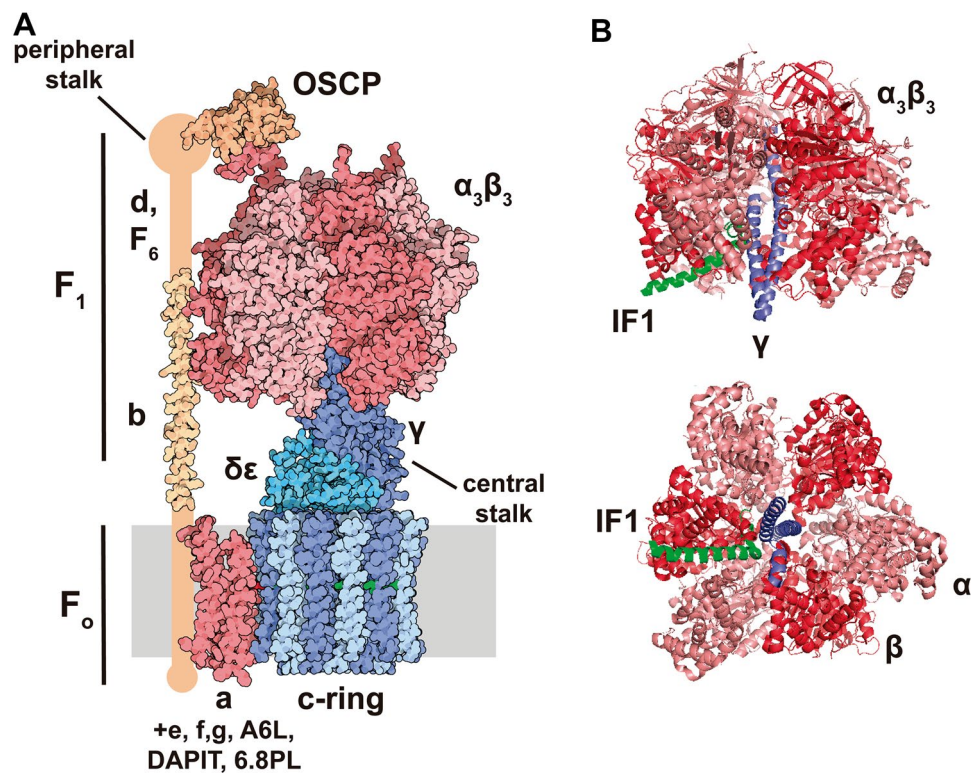 A
peripheral
stalk
OSCP
α₃β₃
d,
F₆
F₁
b
γ
δε
central
stalk
Fₒ
a
c-ring
+e, f,g, A6L,
DAPIT, 6.8PL
B
α₃β₃
IF1
γ
IF1
α
β